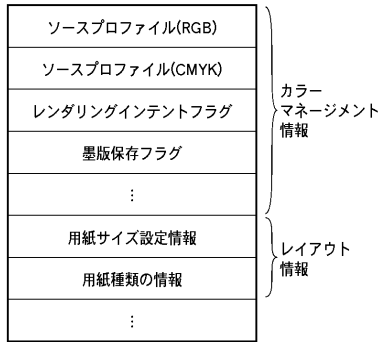 ソースプロファイル(RGB)
ソースプロファイル(CMYK)
レンダリングインテントフラグ
墨版保存フラグ
⋮
カラー
マネージメント
情報
用紙サイズ設定情報
用紙種類の情報
⋮
レイアウト
情報